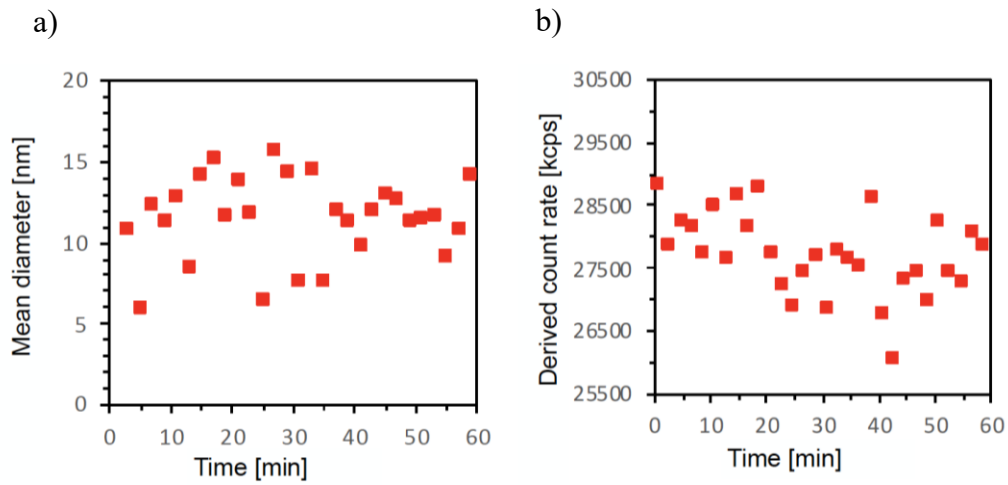 a)
Mean diameter [nm]
20
15
10
5
0
0 10 20 30 40 50 60
Time [min]
b)
Derived count rate [kcps]
30500
29500
28500
27500
26500
25500
0 10 20 30 40 50 60
Time [min]